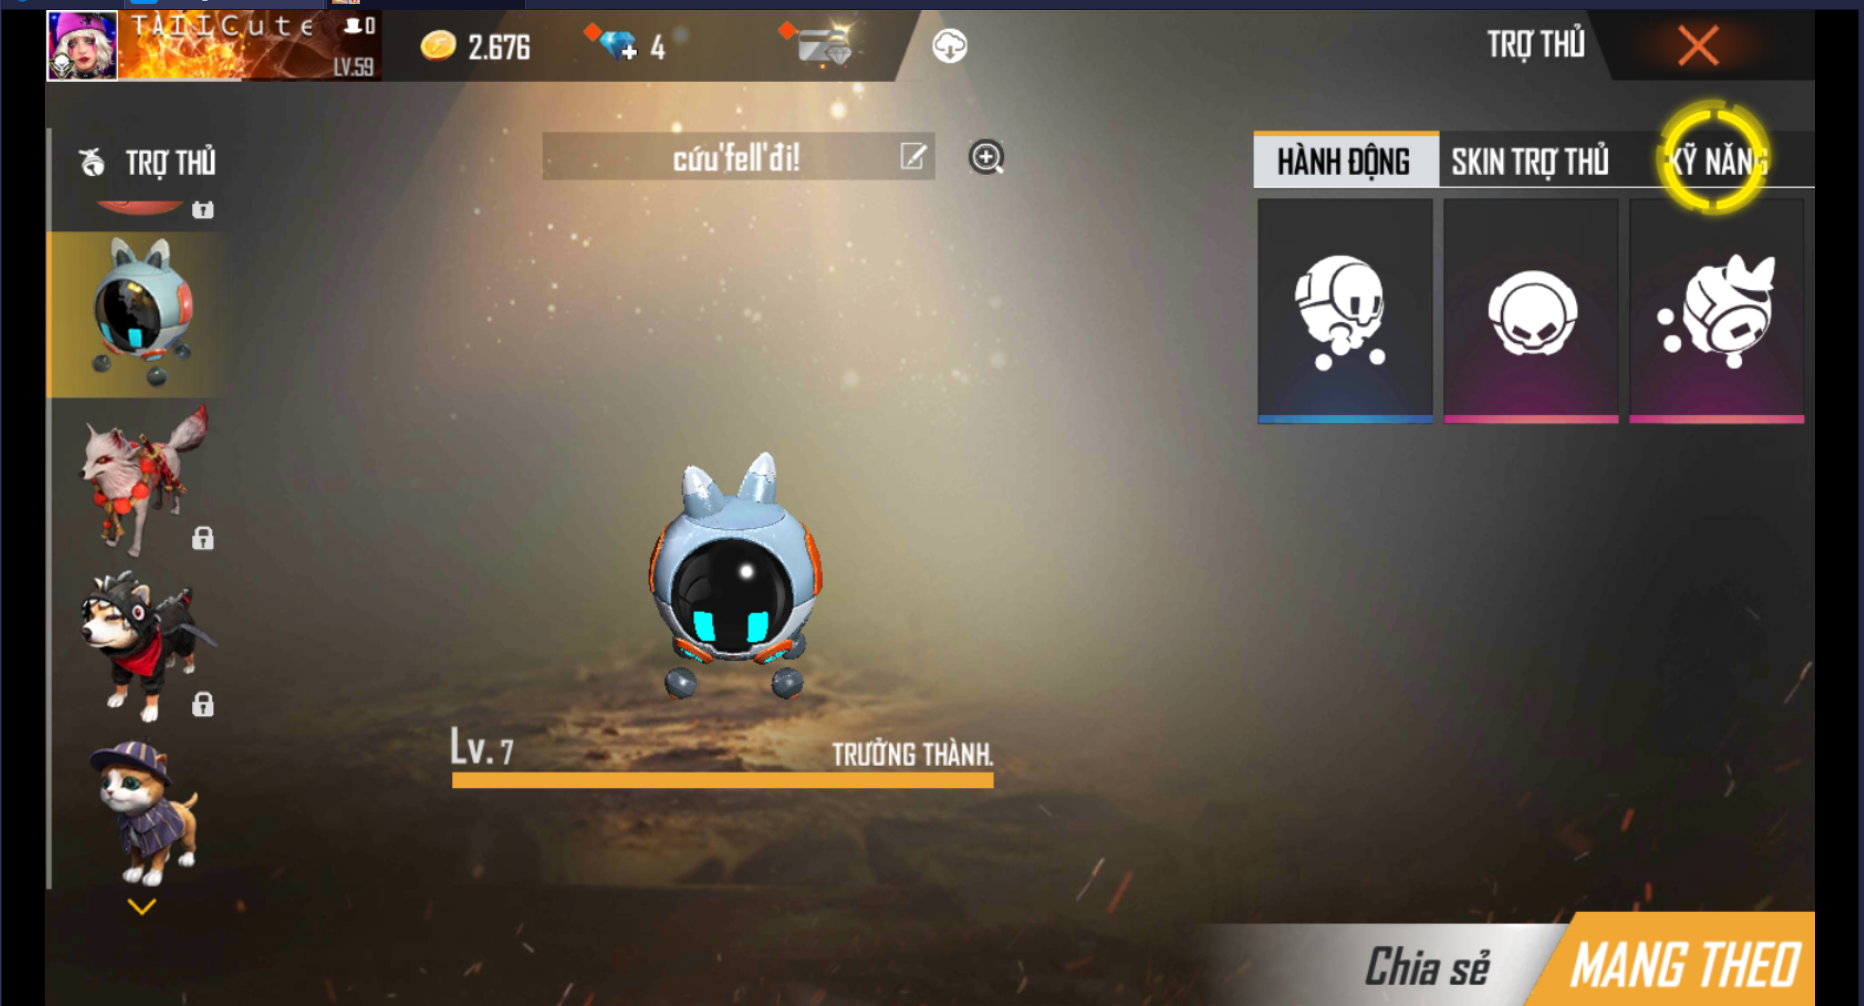 TÀIICute
0
LV.59
2.676
4
TRỢ THỦ
TRỢ THỦ
cứu'fell'đi!
HÀNH ĐỘNG
SKIN TRỢ THỦ
KỸ NĂNG
Lv. 7
TRƯỞNG THÀNH.
Chia sẻ
MANG THEO